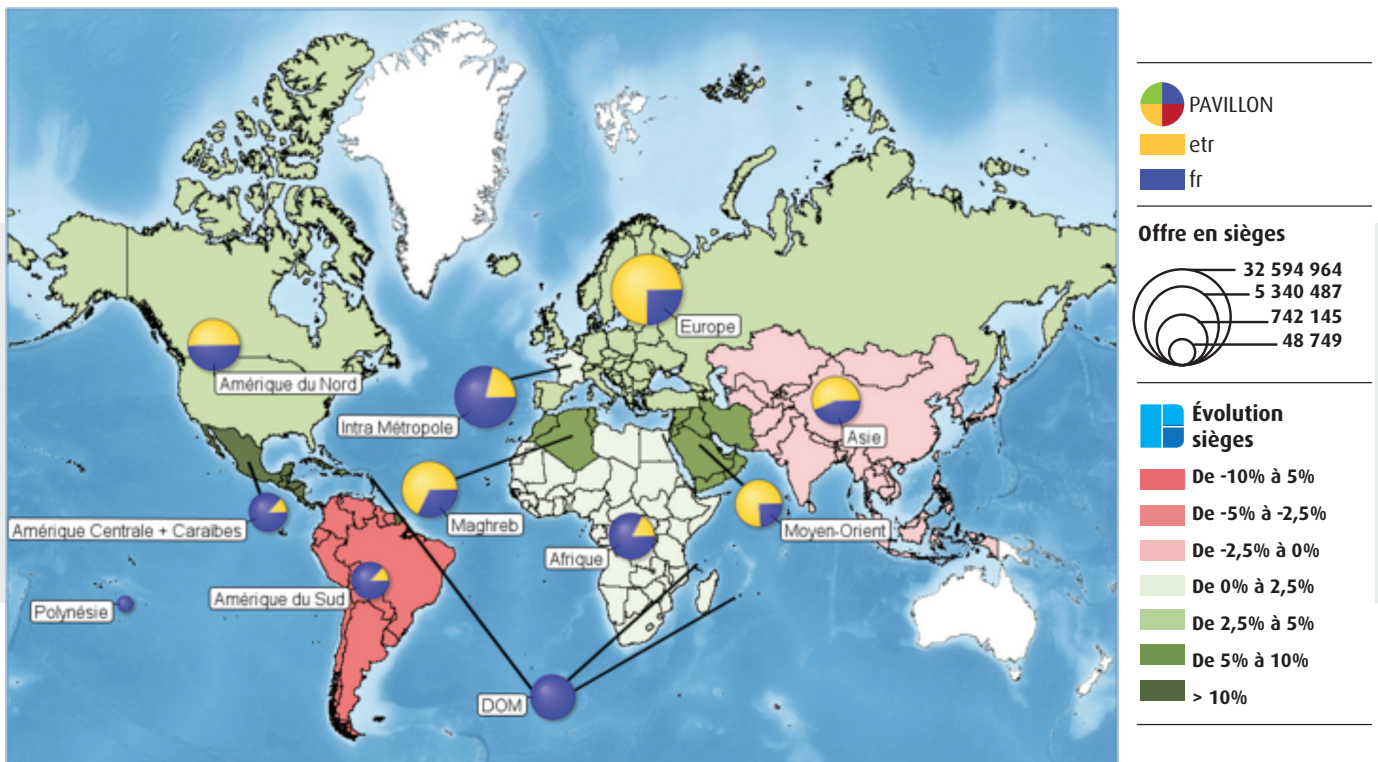 Europe
Amérique du Nord
Intra Métropole
Asie
Maghreb
Moyen-Orient
Amérique Centrale + Caraïbes
Afrique
Amérique du Sud
Polynésie
DOM
PAVILLON
etr
fr
Offre en sièges
32 594 964
5 340 487
742 145
48 749
Évolution
sièges
De -10% à 5%
De -5% à -2,5%
De -2,5% à 0%
De 0% à 2,5%
De 2,5% à 5%
De 5% à 10%
> 10%